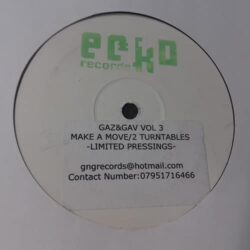 ecko
records
GAZ&GAV VOL 3
MAKE A MOVE/2 TURNTABLES
-LIMITED PRESSINGS-
gngrecords@hotmail.com
Contact Number:07951716466